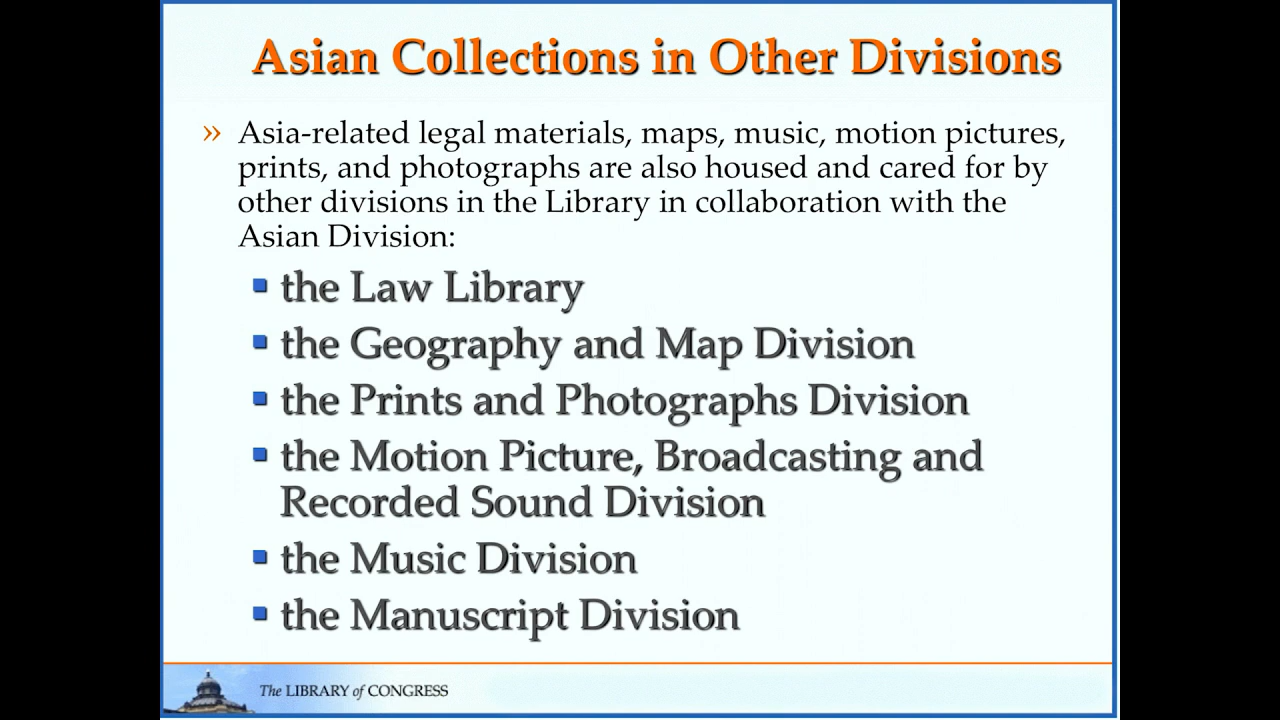 Asian Collections in Other Divisions
» Asia-related legal materials, maps, music, motion pictures,
prints, and photographs are also housed and cared for by
other divisions in the Library in collaboration with the
Asian Division:
▪ the Law Library
▪ the Geography and Map Division
▪ the Prints and Photographs Division
▪ the Motion Picture, Broadcasting and
Recorded Sound Division
▪ the Music Division
▪ the Manuscript Division
The LIBRARY of CONGRESS